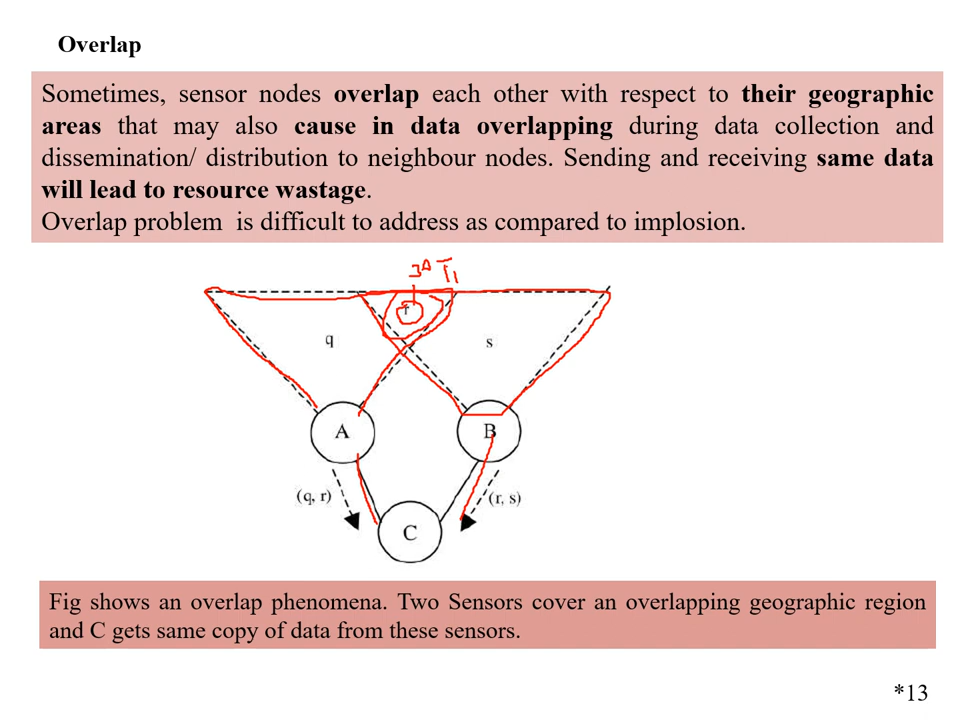 Overlap
Sometimes, sensor nodes overlap each other with respect to their geographic
areas that may also cause in data overlapping during data collection and
dissemination/ distribution to neighbour nodes. Sending and receiving same data
will lead to resource wastage.
Overlap problem is difficult to address as compared to implosion.
r
q
s
A
B
(q, r)
(r, s)
C
Fig shows an overlap phenomena. Two Sensors cover an overlapping geographic region
and C gets same copy of data from these sensors.
*13